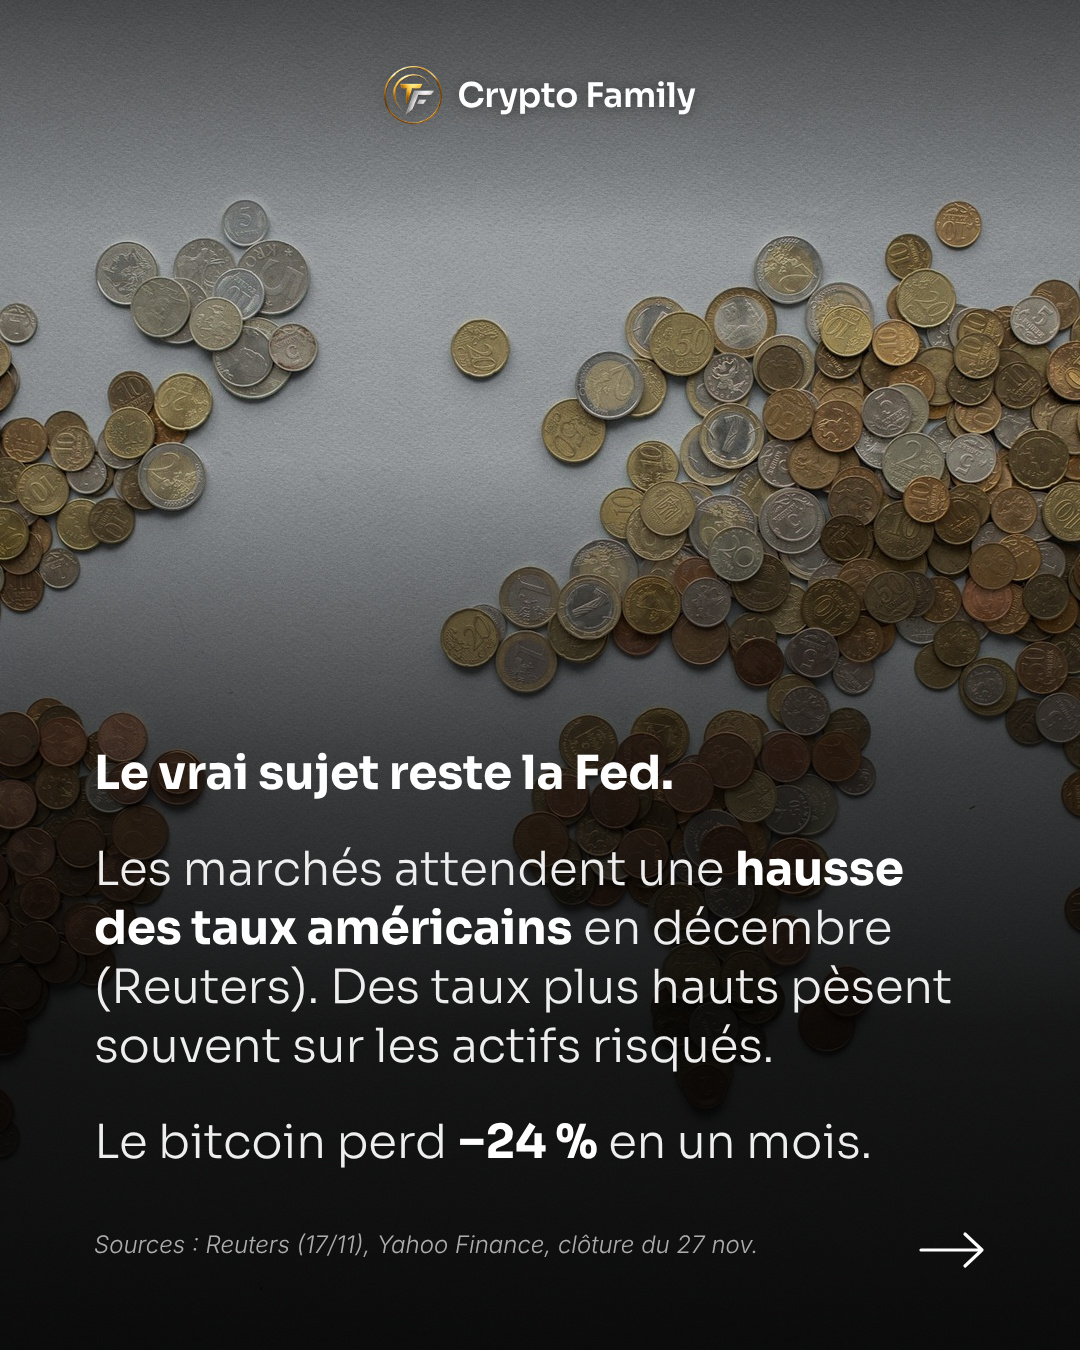 Crypto Family
Le vrai sujet reste la Fed.
Les marchés attendent une hausse
des taux américains en décembre
(Reuters). Des taux plus hauts pèsent
souvent sur les actifs risqués.
Le bitcoin perd –24 % en un mois.
Sources : Reuters (17/11), Yahoo Finance, clôture du 27 nov.